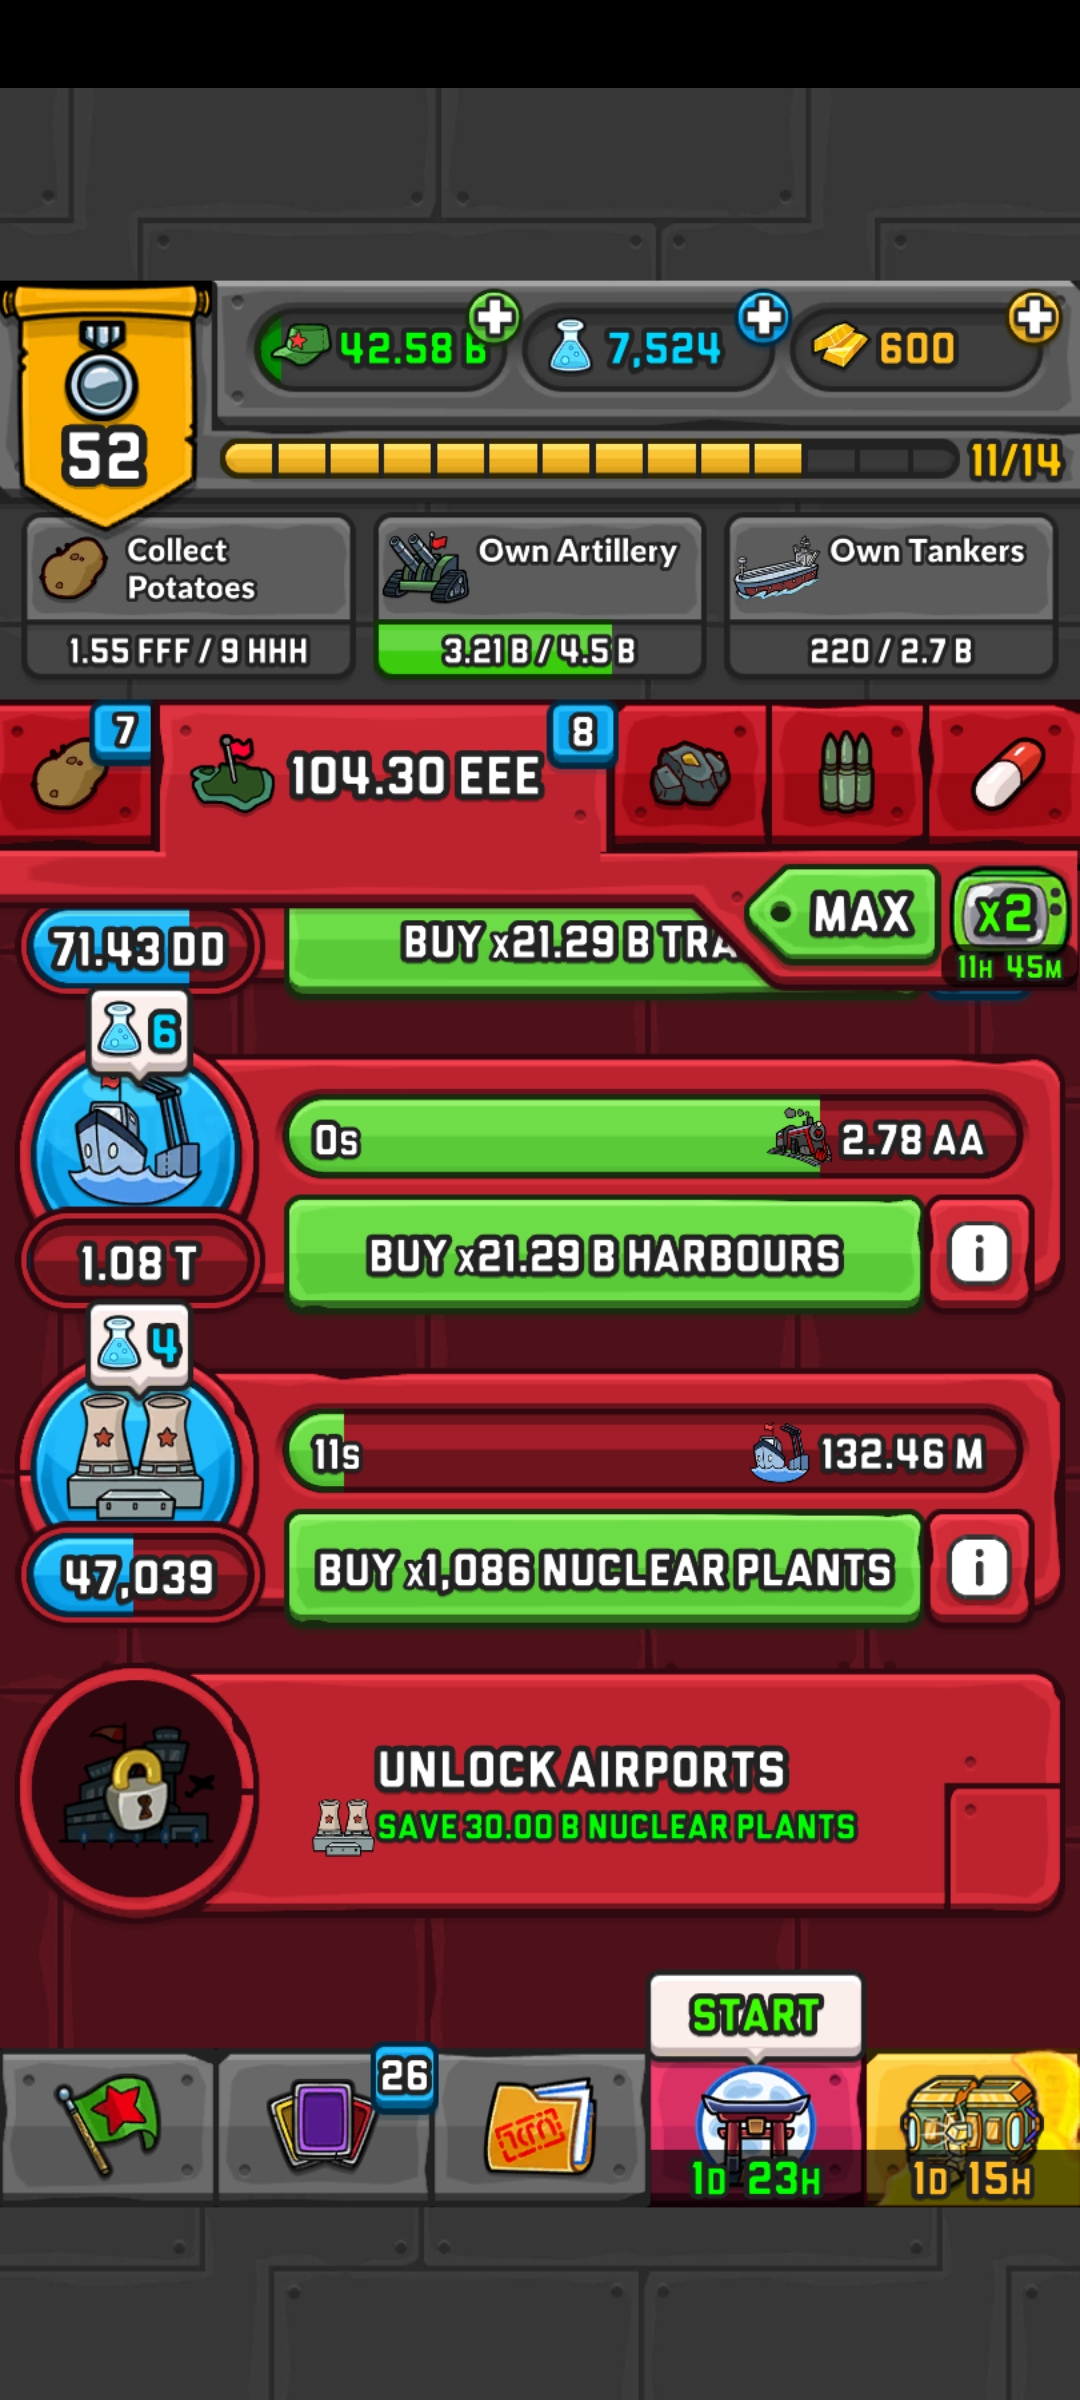 42.58 B
7,524
600
52
11/14
Collect
Potatoes
1.55 FFF / 9 HHH
Own Artillery
3.21 B / 4.5 B
Own Tankers
220 / 2.7 B
7
104.30 EEE
8
MAX
x2
11H 45M
71.43 DD
BUY x21.29 B TRA
6
0s
2.78 AA
1.08 T
BUY x21.29 B HARBOURS
i
4
11s
132.46 M
47,039
BUY x1,086 NUCLEAR PLANTS
i
UNLOCK AIRPORTS
SAVE 30.00 B NUCLEAR PLANTS
START
26
1D 23H
1D 15H